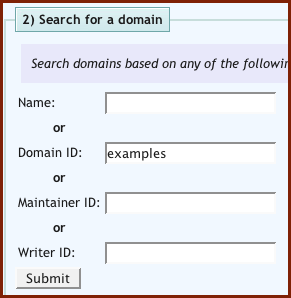 2) Search for a domain
Search domains based on any of the
Name:
or
Domain ID: examples
or
Maintainer ID:
or
Writer ID:
Submit